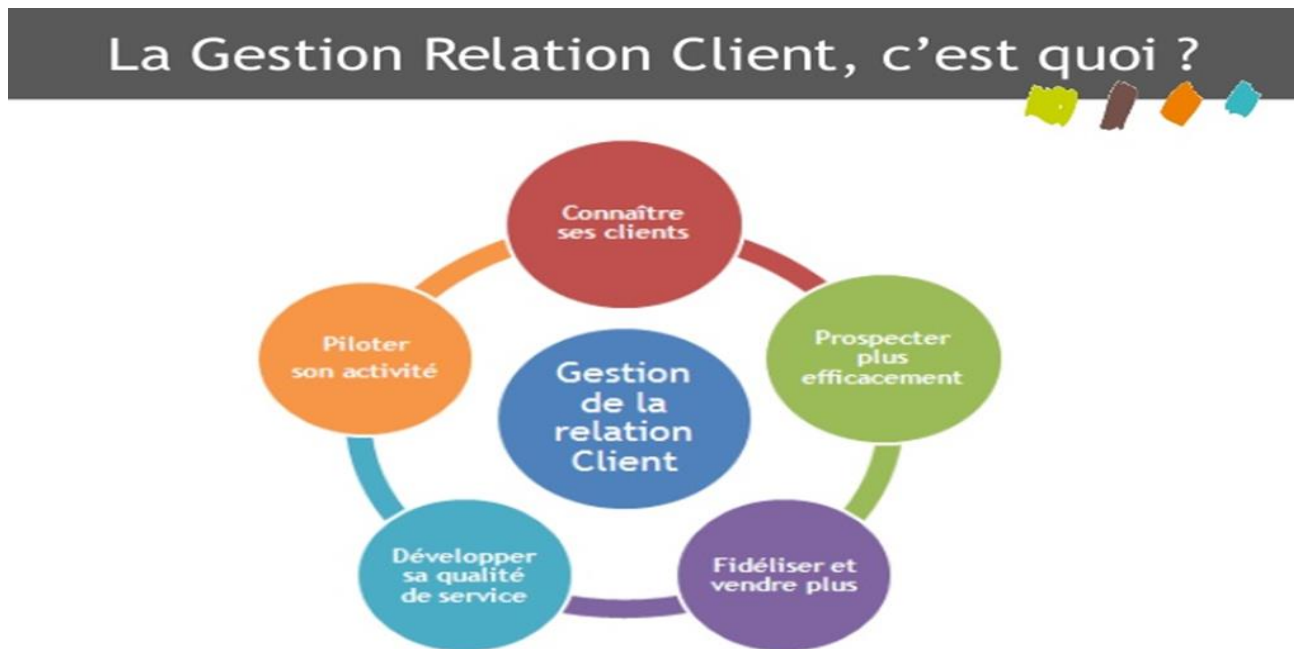 La Gestion Relation Client, c’est quoi ?
Connaître
ses clients
Prospecter
plus
efficacement
Fidéliser et
vendre plus
Développer
sa qualité
de service
Piloter
son activité
Gestion
de la
relation
Client